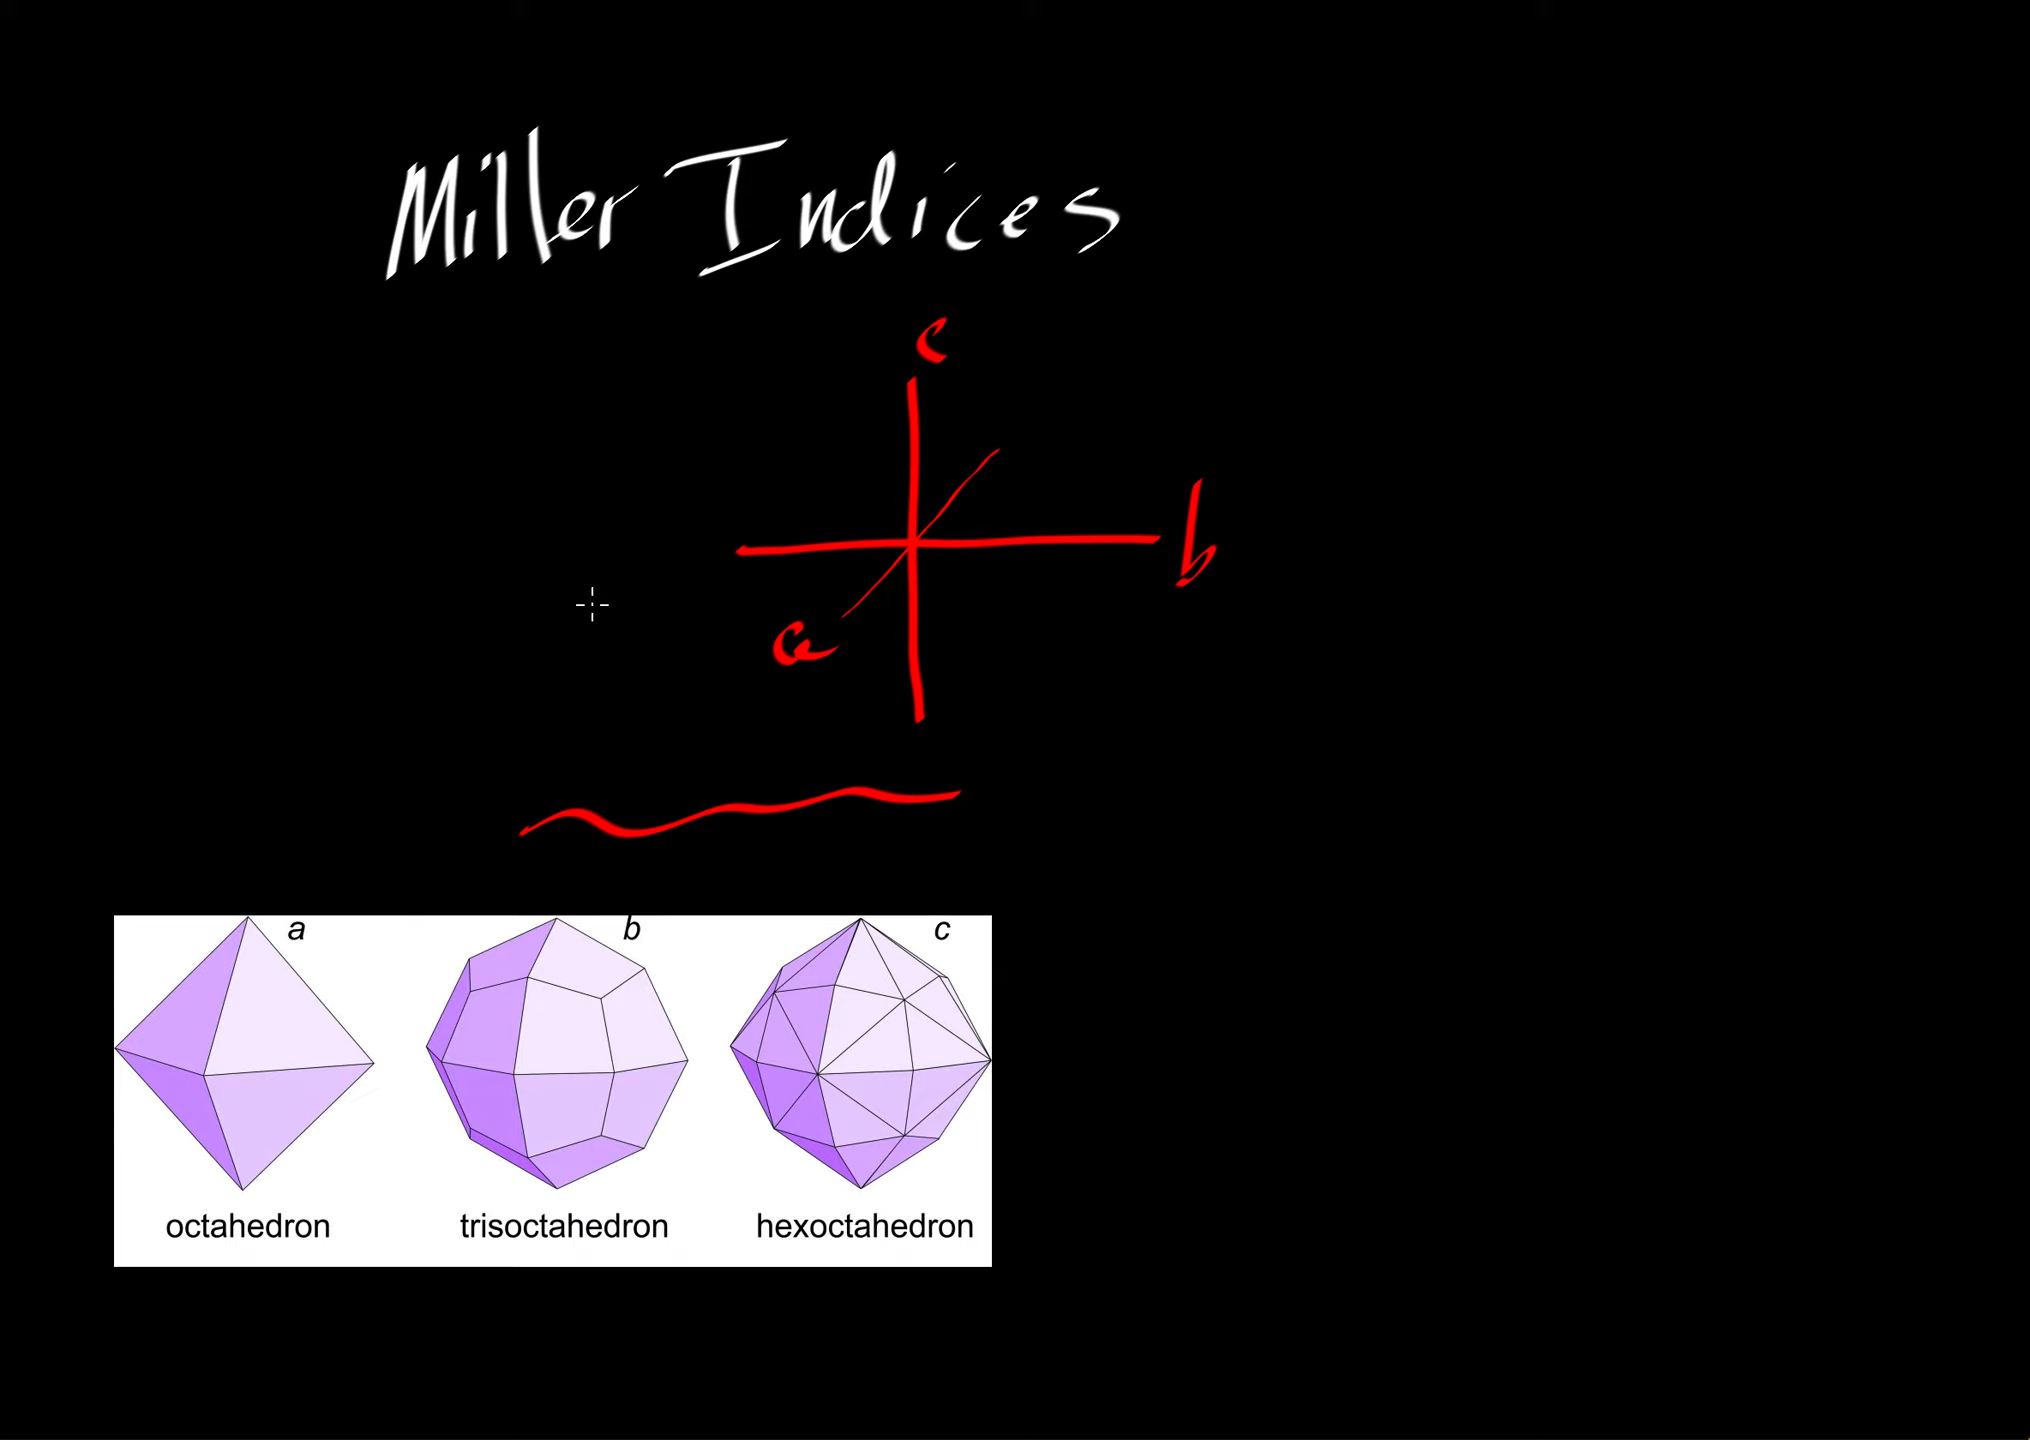 Miller Indices
c
b
a
a b c
octahedron trisoctahedron hexoctahedron